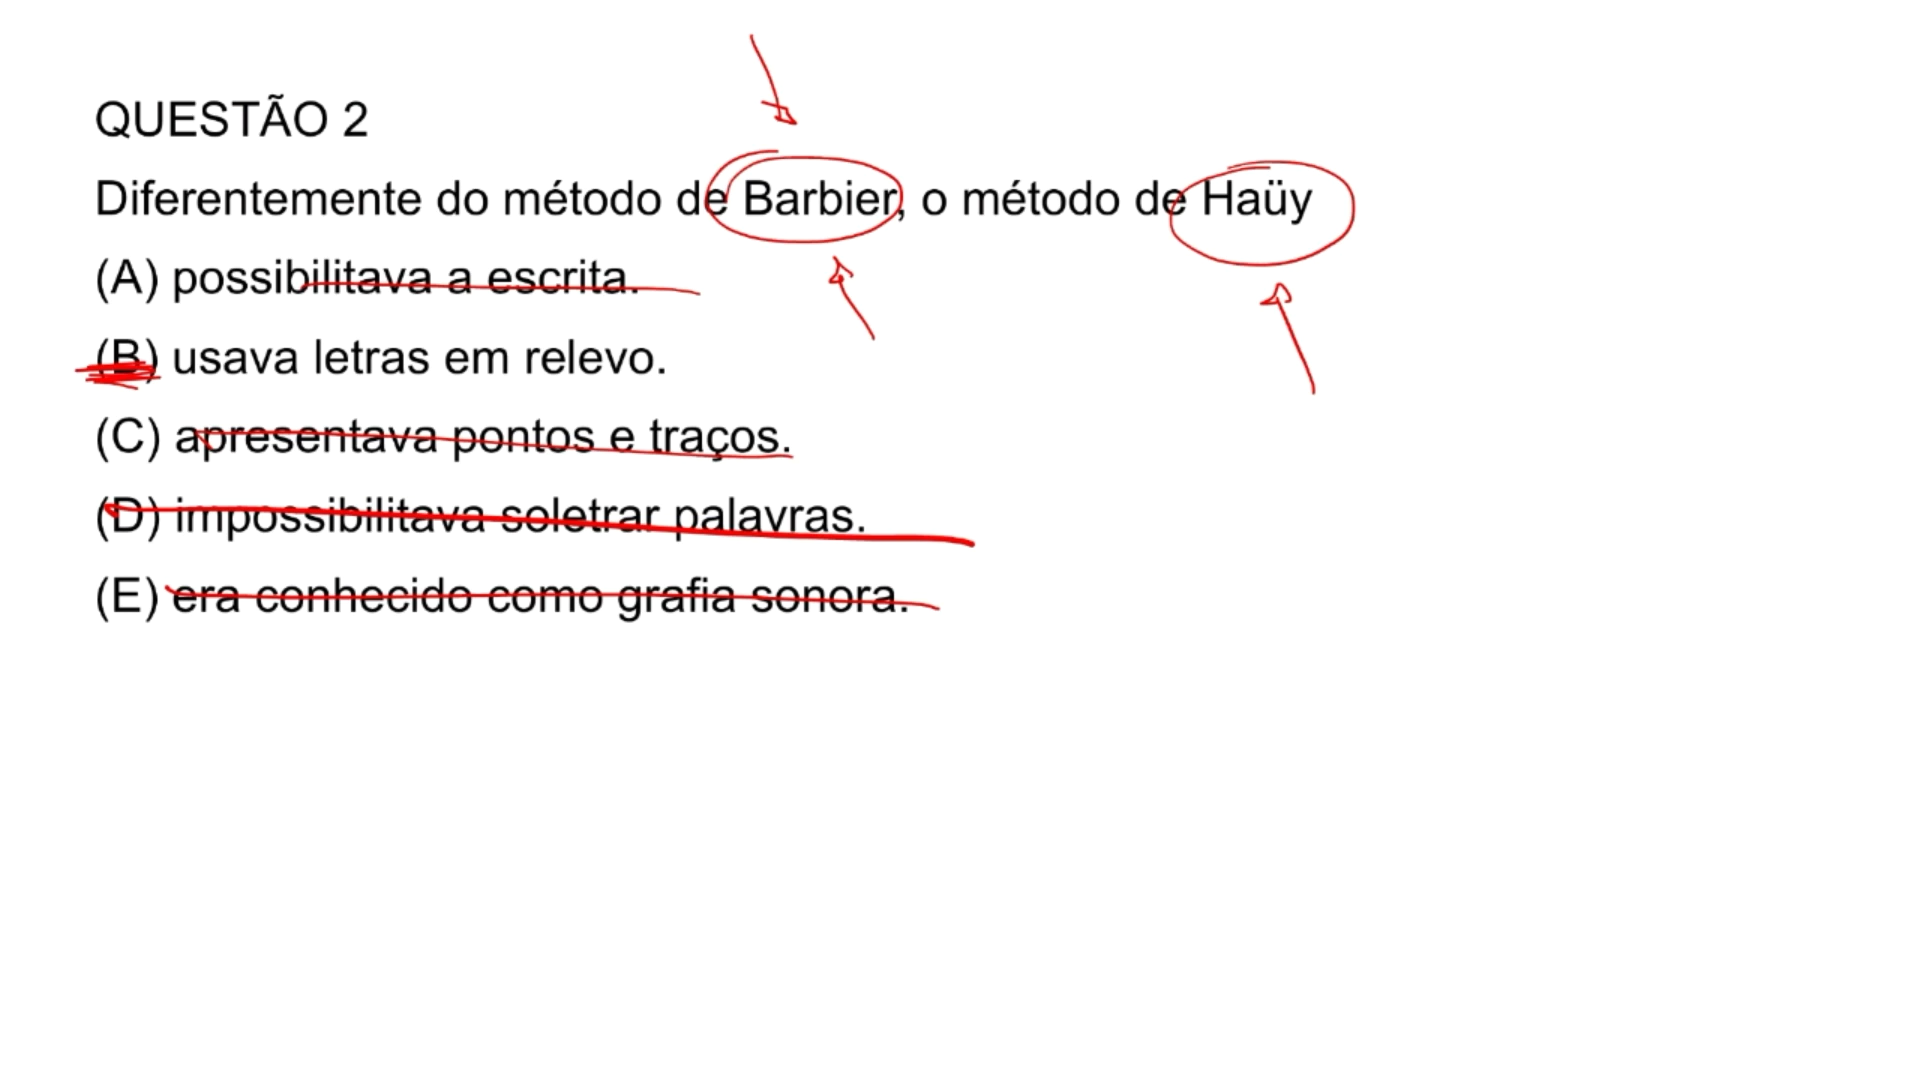 QUESTÃO 2
Diferentemente do método de Barbier, o método de Haüy
(A) possibilitava a escrita.
(B) usava letras em relevo.
(C) apresentava pontos e traços.
(D) impossibilitava soletrar palavras.
(E) era conhecido como grafia sonora.